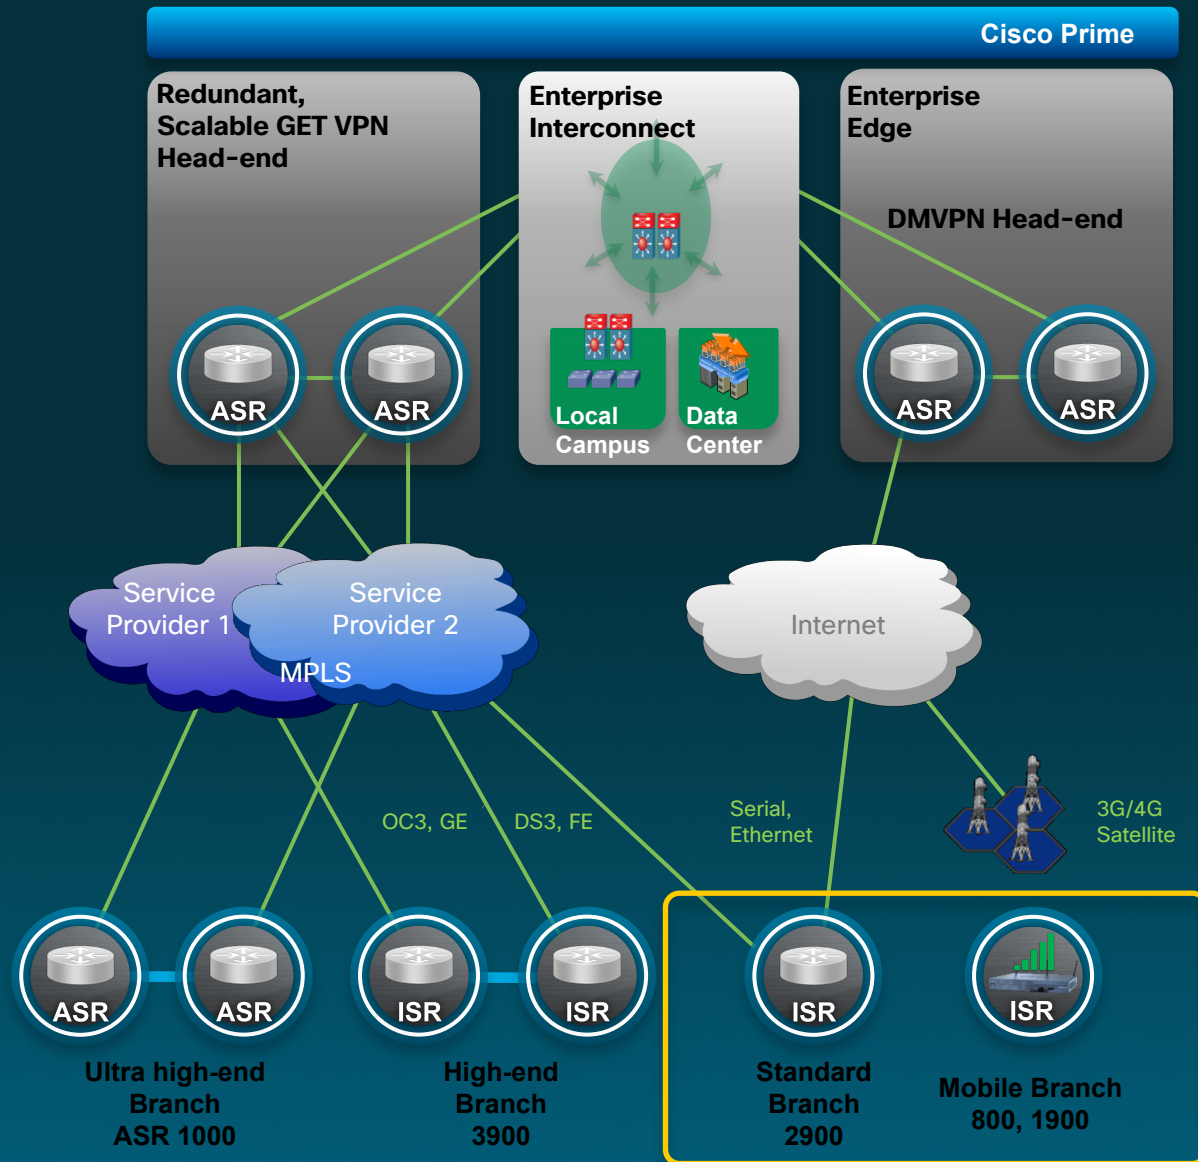 Cisco Prime
Redundant,
Scalable GET VPN
Head-end
Enterprise
Interconnect
Enterprise
Edge
DMVPN Head-end
ASR
ASR
Local
Campus
Data
Center
ASR
ASR
Service
Provider 1
Service
Provider 2
MPLS
Internet
OC3, GE
DS3, FE
Serial,
Ethernet
3G/4G
Satellite
ASR
ASR
ISR
ISR
ISR
ISR
Ultra high-end
Branch
ASR 1000
High-end
Branch
3900
Standard
Branch
2900
Mobile Branch
800, 1900